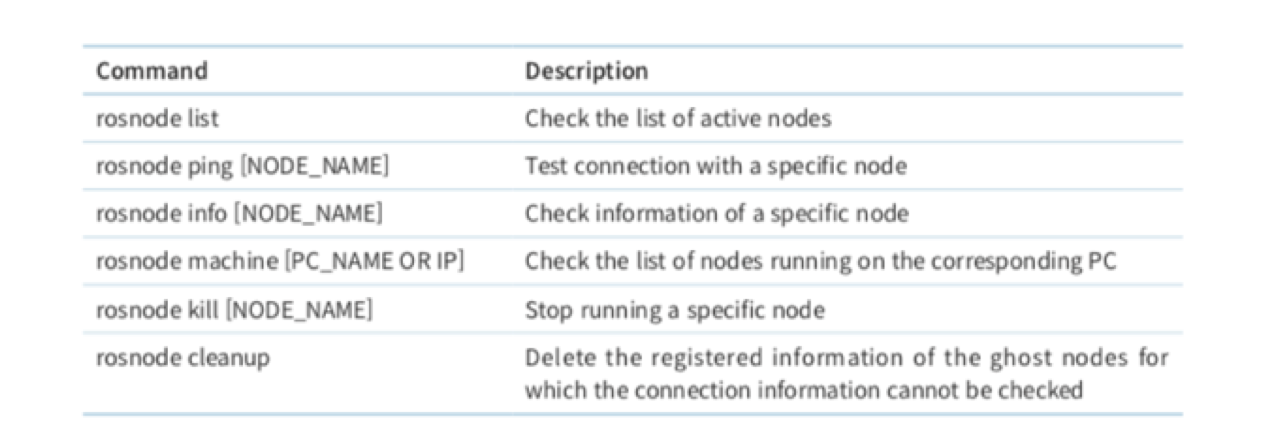 Command Description
rosnode list Check the list of active nodes
rosnode ping [NODE_NAME] Test connection with a specific node
rosnode info [NODE_NAME] Check information of a specific node
rosnode machine [PC_NAME OR IP] Check the list of nodes running on the corresponding PC
rosnode kill [NODE_NAME] Stop running a specific node
rosnode cleanup Delete the registered information of the ghost nodes for
which the connection information cannot be checked